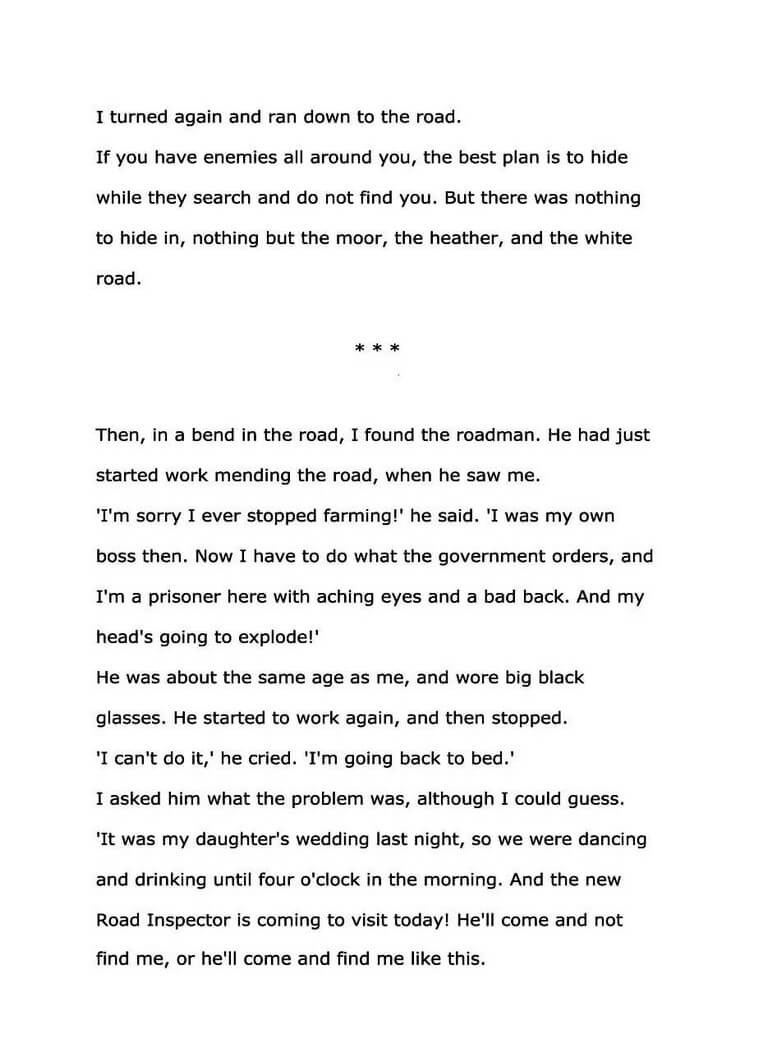 I turned again and ran down to the road.
If you have enemies all around you, the best plan is to hide
while they search and do not find you. But there was nothing
to hide in, nothing but the moor, the heather, and the white
road.
* * *
Then, in a bend in the road, I found the roadman. He had just
started work mending the road, when he saw me.
'I'm sorry I ever stopped farming!' he said. 'I was my own
boss then. Now I have to do what the government orders, and
I'm a prisoner here with aching eyes and a bad back. And my
head's going to explode!'
He was about the same age as me, and wore big black
glasses. He started to work again, and then stopped.
'I can't do it,' he cried. 'I'm going back to bed.'
I asked him what the problem was, although I could guess.
'It was my daughter's wedding last night, so we were dancing
and drinking until four o'clock in the morning. And the new
Road Inspector is coming to visit today! He'll come and not
find me, or he'll come and find me like this.